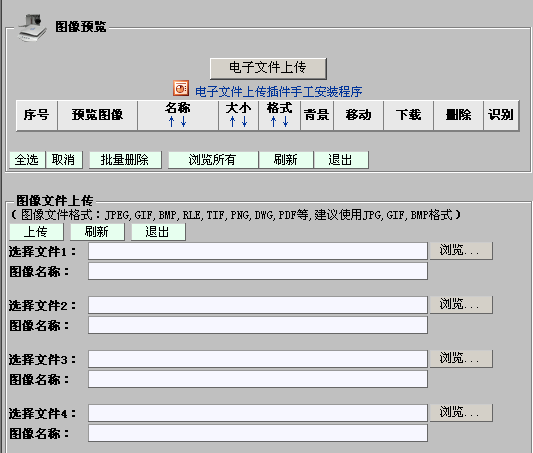 图像预览
电子文件上传
电子文件上传插件手工安装程序
序号 预览图像 名称 大小 格式 背景 移动 下载 删除 识别
↑↓ ↑↓ ↑↓
全选 取消 批量删除 浏览所有 刷新 退出
图像文件上传
(图像文件格式:JPEG,GIF,BMP,RLE,TIF,PNG,DWG,PDF等,建议使用JPG,GIF,BMP格式)
上传 刷新 退出
选择文件1: 浏览...
图像名称:
选择文件2: 浏览...
图像名称:
选择文件3: 浏览...
图像名称:
选择文件4: 浏览...
图像名称: